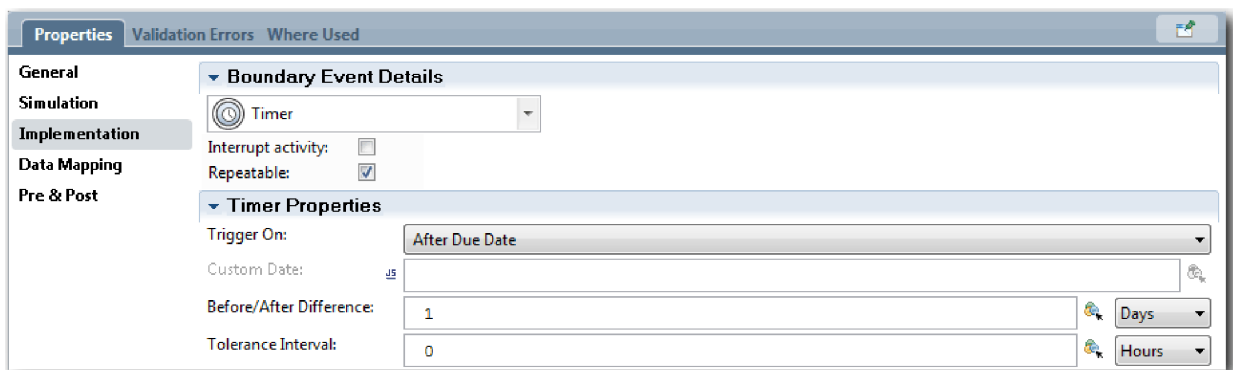 Properties Validation Errors Where Used
General
Simulation
Implementation
Data Mapping
Pre & Post
Boundary Event Details
Timer
Interrupt activity:
Repeatable:
Timer Properties
Trigger On: After Due Date
Custom Date: JS
Before/After Difference: 1 Days
Tolerance Interval: 0 Hours